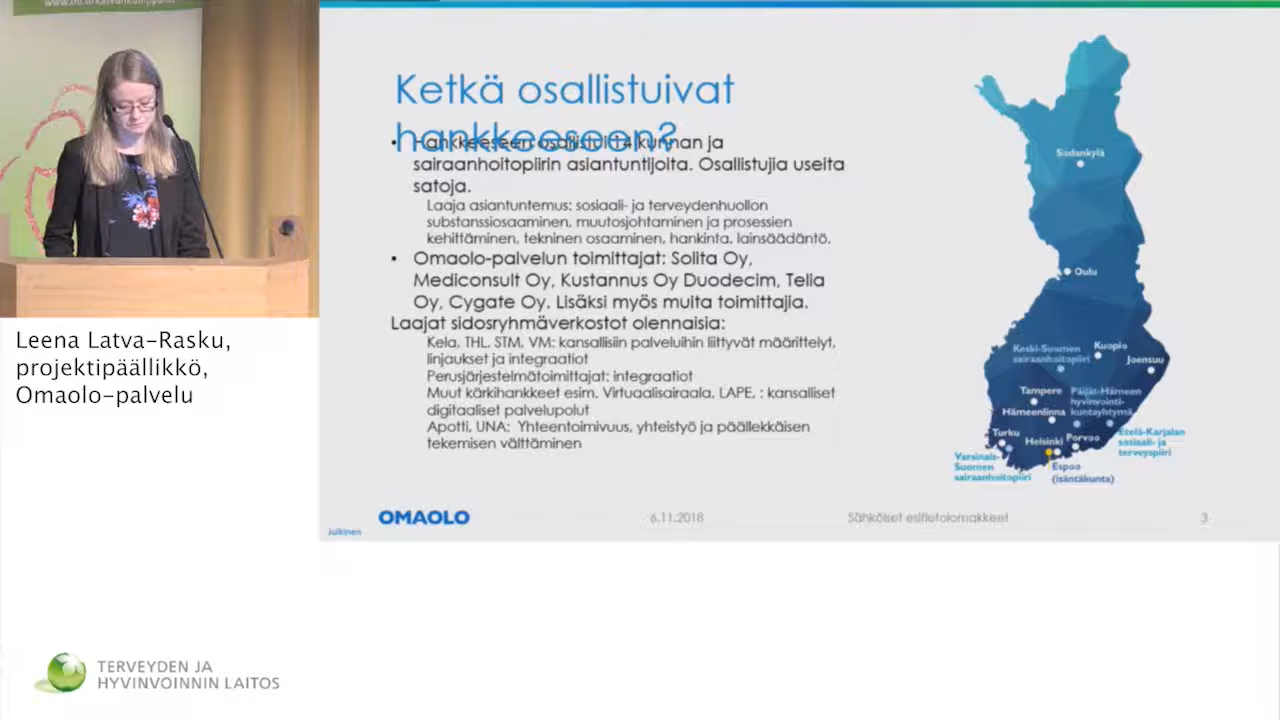 Ketkä osallistuivat
hankkeeseen?
• Hankkeeseen osallistui 14 kunnan ja
sairaanhoitopiirin asiantuntijoita. Osallistujia useita
satoja.
Laaja asiantuntemus: sosiaali- ja terveydenhuollon
substanssiosaaminen, muutosjohtaminen ja prosessien
kehittäminen, tekninen osaaminen, hankinta, lainsäädäntö.
• Omaolo-palvelun toimittajat: Solita Oy,
Mediconsult Oy, Kustannus Oy Duodecim, Telia
Oy, Cygate Oy. Lisäksi myös muita toimittajia.
Laajat sidosryhmäverkostot olennaisia:
Kela, THL, STM, VM: kansallisiin palveluihin liittyvät määrittelyt,
linjaukset ja integraatiot
Perusjärjestelmätoimittajat: integraatiot
Muut kärkihankkeet esim. Virtuaalisairaala, LAPE, : kansalliset
digitaaliset palvelupolut
Apotti, UNA: Yhteentoimivuus, yhteistyö ja päällekkäisen
tekemisen välttäminen
Sodankylä
Oulu
Keski-Suomen
sairaanhoitopiiri
Kuopio
Joensuu
Tampere
Päijät-Hämeen
hyvinvointi-
kuntayhtymä
Hämeenlinna
Turku
Helsinki
Porvoo
Etelä-Karjalan
sosiaali- ja
terveyspiiri
Varsinais-
Suomen
sairaanhoitopiiri
Espoo
(isäntäkunta)
OMAOLO
6.11.2018
Sähköiset esitietolomakkeet
3
Julkinen
Leena Latva-Rasku,
projektipäällikkö,
Omaolo-palvelu
TERVEYDEN JA
HYVINVOINNIN LAITOS